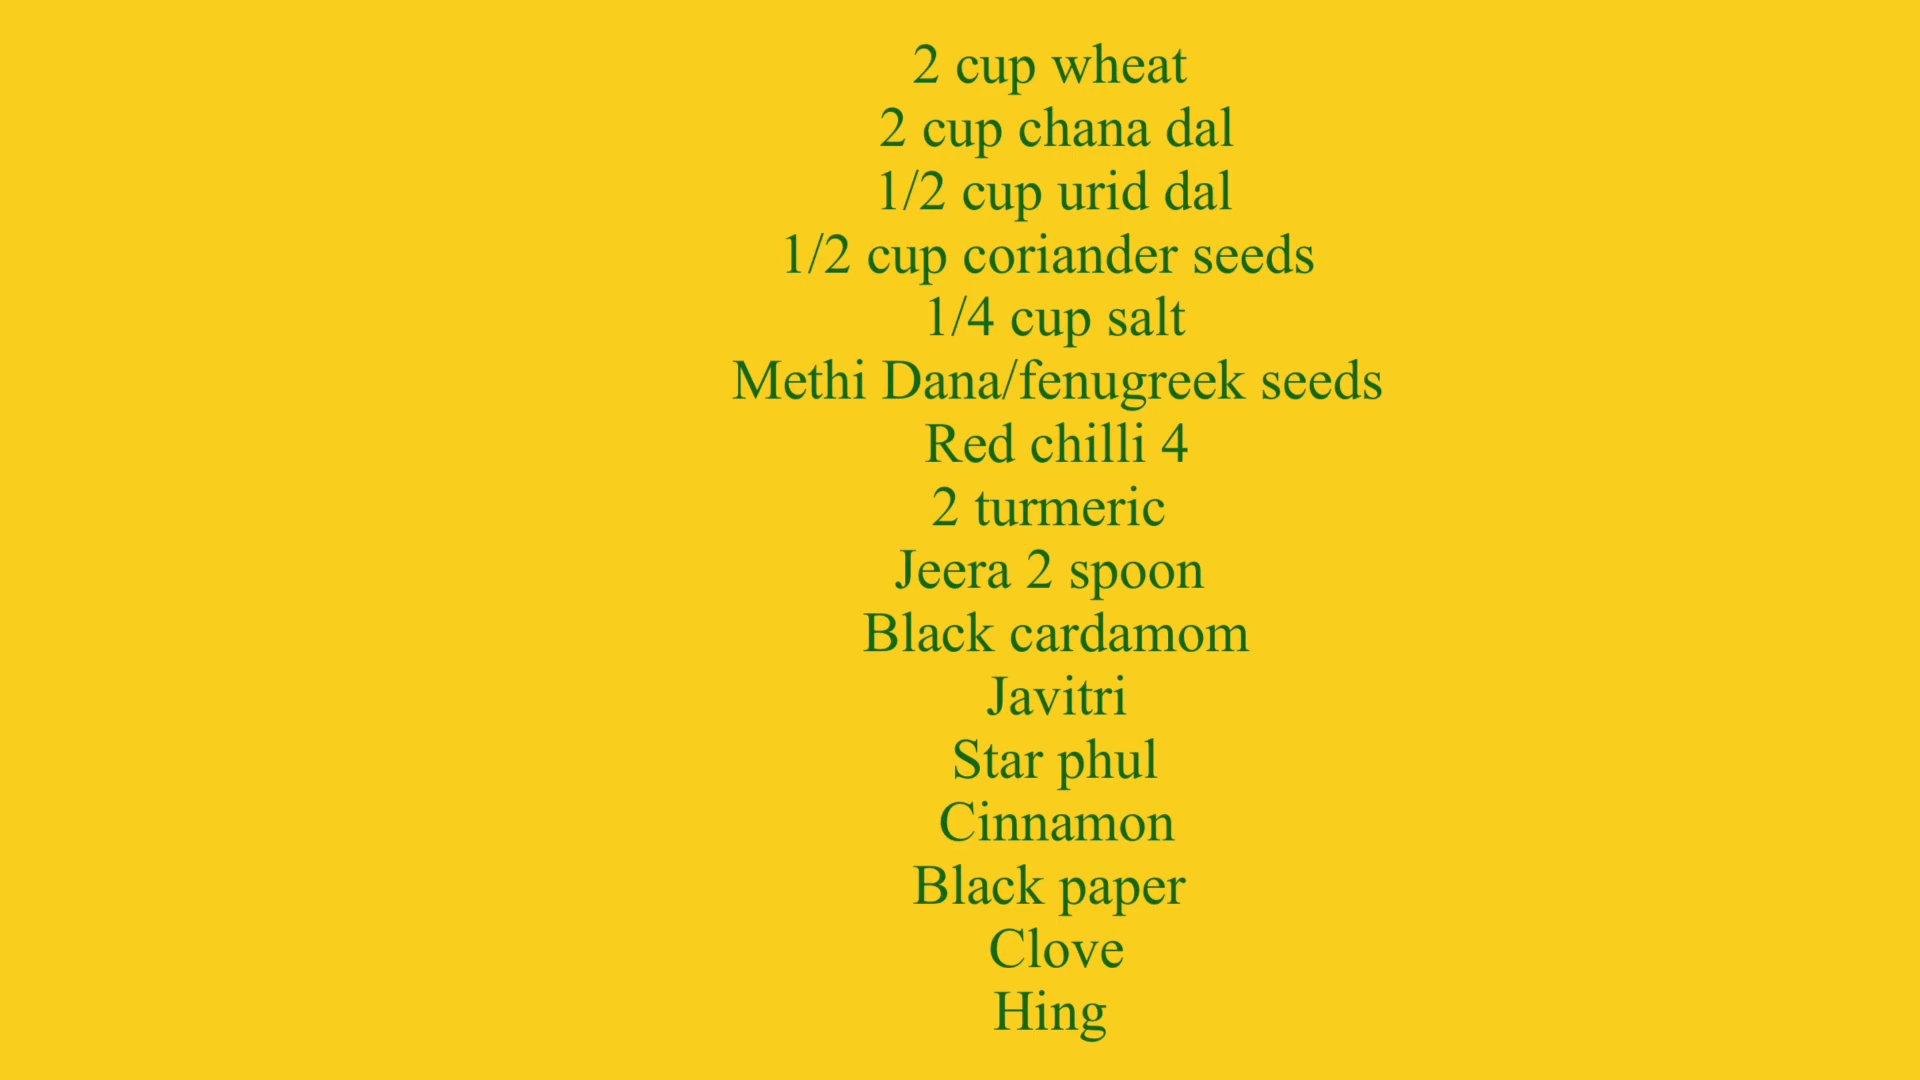 2 cup wheat
2 cup chana dal
1/2 cup urid dal
1/2 cup coriander seeds
1/4 cup salt
Methi Dana/fenugreek seeds
Red chilli 4
2 turmeric
Jeera 2 spoon
Black cardamom
Javitri
Star phul
Cinnamon
Black paper
Clove
Hing